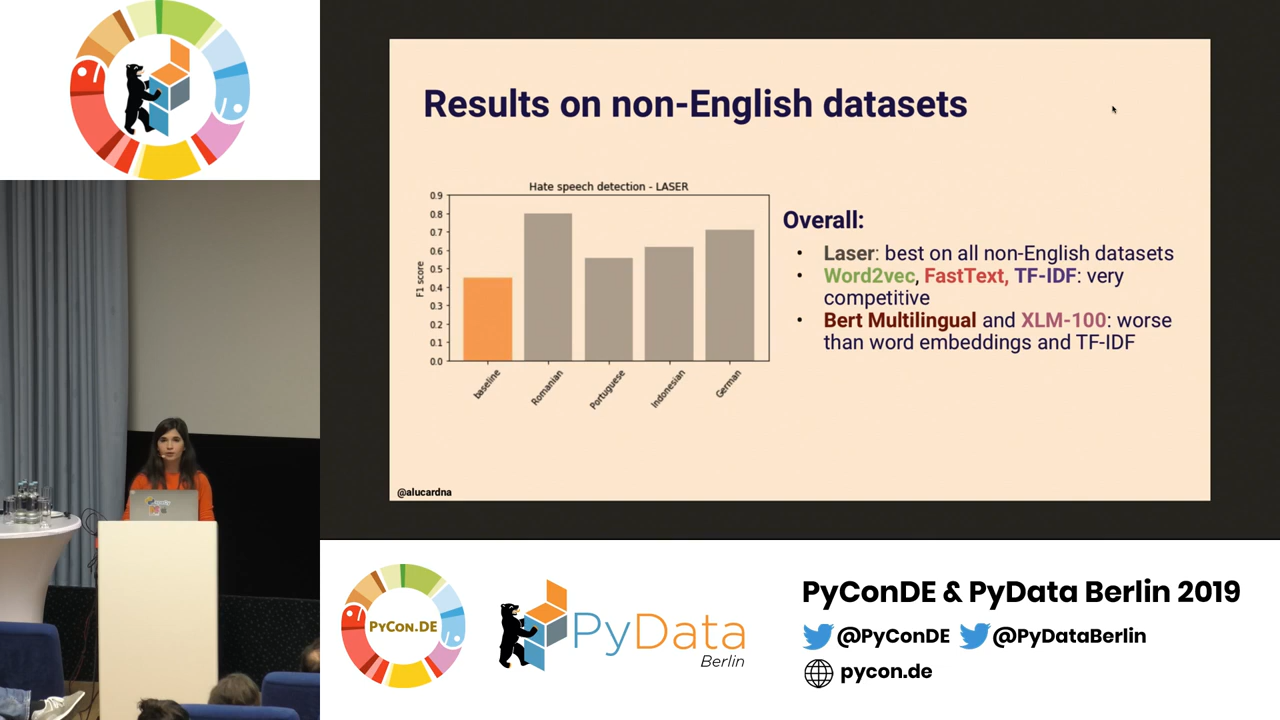 Results on non-English datasets
Hate speech detection - LASER
0.9
0.8
0.7
0.6
0.5
0.4
0.3
0.2
0.1
0.0
F1 score
baseline
Romanian
Portuguese
Indonesian
German
Overall:
• Laser: best on all non-English datasets
• Word2vec, FastText, TF-IDF: very
competitive
• Bert Multilingual and XLM-100: worse
than word embeddings and TF-IDF
@alucardna
PyCon.DE
PyData
Berlin
PyConDE & PyData Berlin 2019
@PyConDE @PyDataBerlin
pycon.de